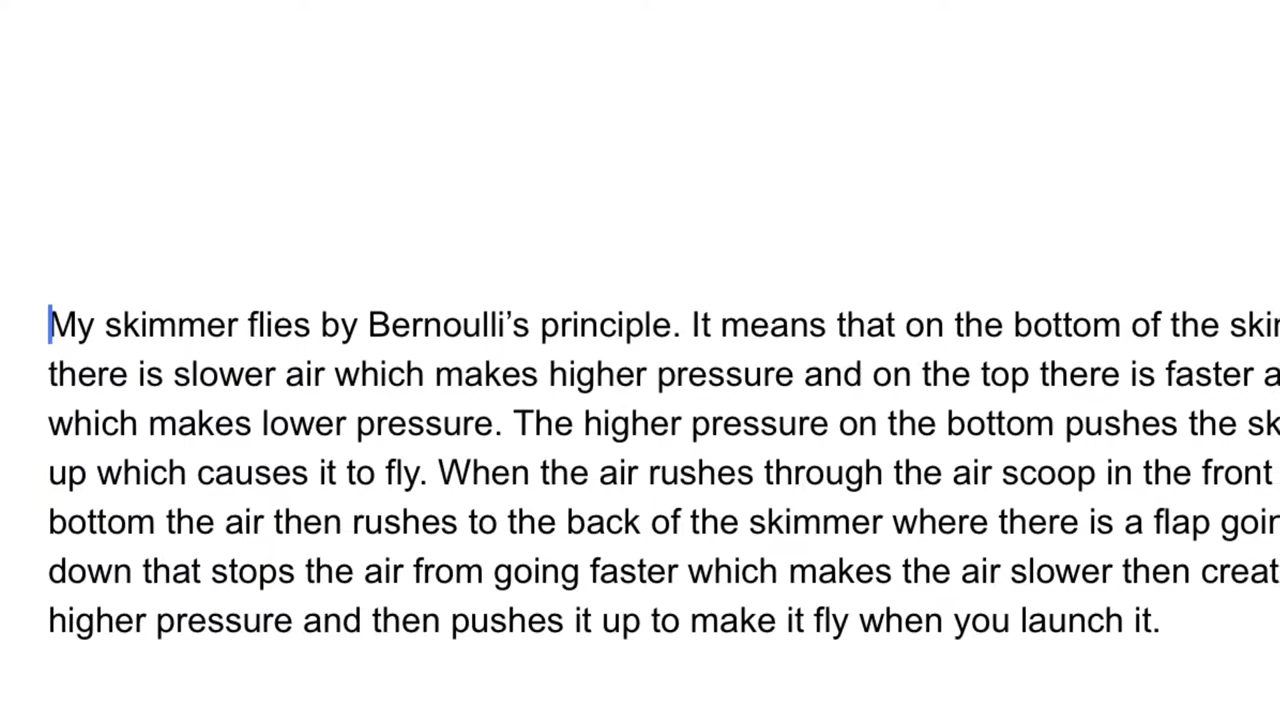 My skimmer flies by Bernoulli’s principle. It means that on the bottom of the
there is slower air which makes higher pressure and on the top there is faster
which makes lower pressure. The higher pressure on the bottom pushes the
up which causes it to fly. When the air rushes through the air scoop in the front
bottom the air then rushes to the back of the skimmer where there is a flap
down that stops the air from going faster which makes the air slower then
higher pressure and then pushes it up to make it fly when you launch it.